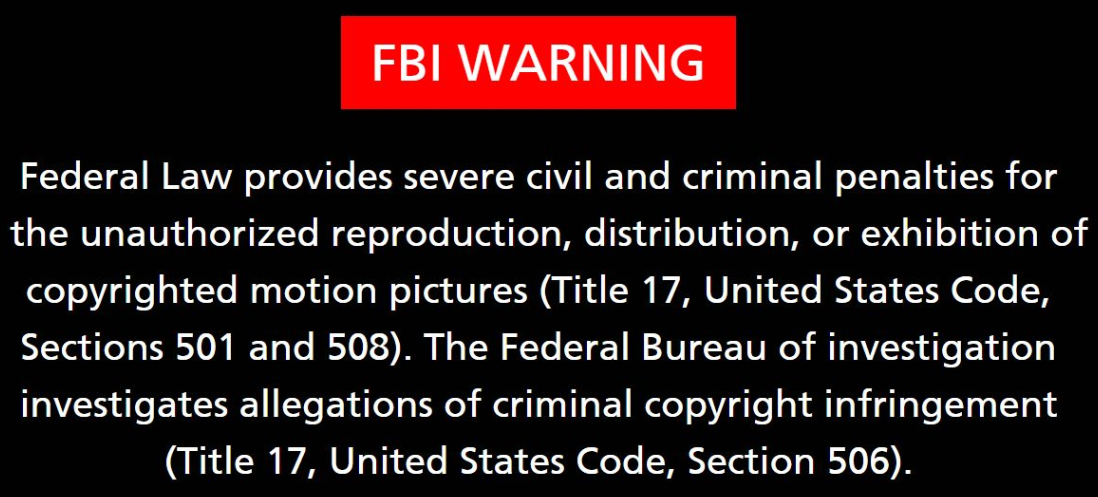 FBI WARNING
Federal Law provides severe civil and criminal penalties for
the unauthorized reproduction, distribution, or exhibition of
copyrighted motion pictures (Title 17, United States Code,
Sections 501 and 508). The Federal Bureau of investigation
investigates allegations of criminal copyright infringement
(Title 17, United States Code, Section 506).